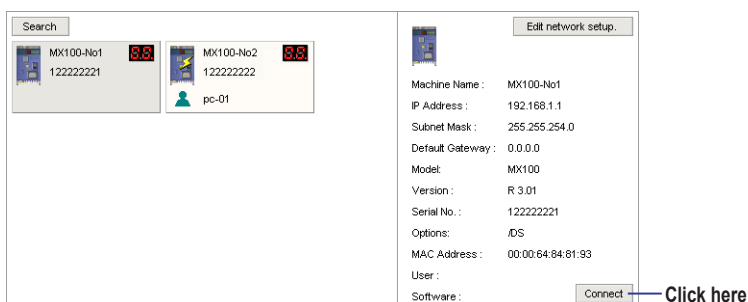 Search
MX100-No1 8.8.
122222221
MX100-No2 8.8.
122222222
pc-01
Edit network setup.
Machine Name : MX100-No1
IP Address : 192.168.1.1
Subnet Mask : 255.255.254.0
Default Gateway : 0.0.0.0
Model: MX100
Version : R 3.01
Serial No. : 122222221
Options: /DS
MAC Address : 00:00:64:84:81:93
User :
Software :
Connect
Click here